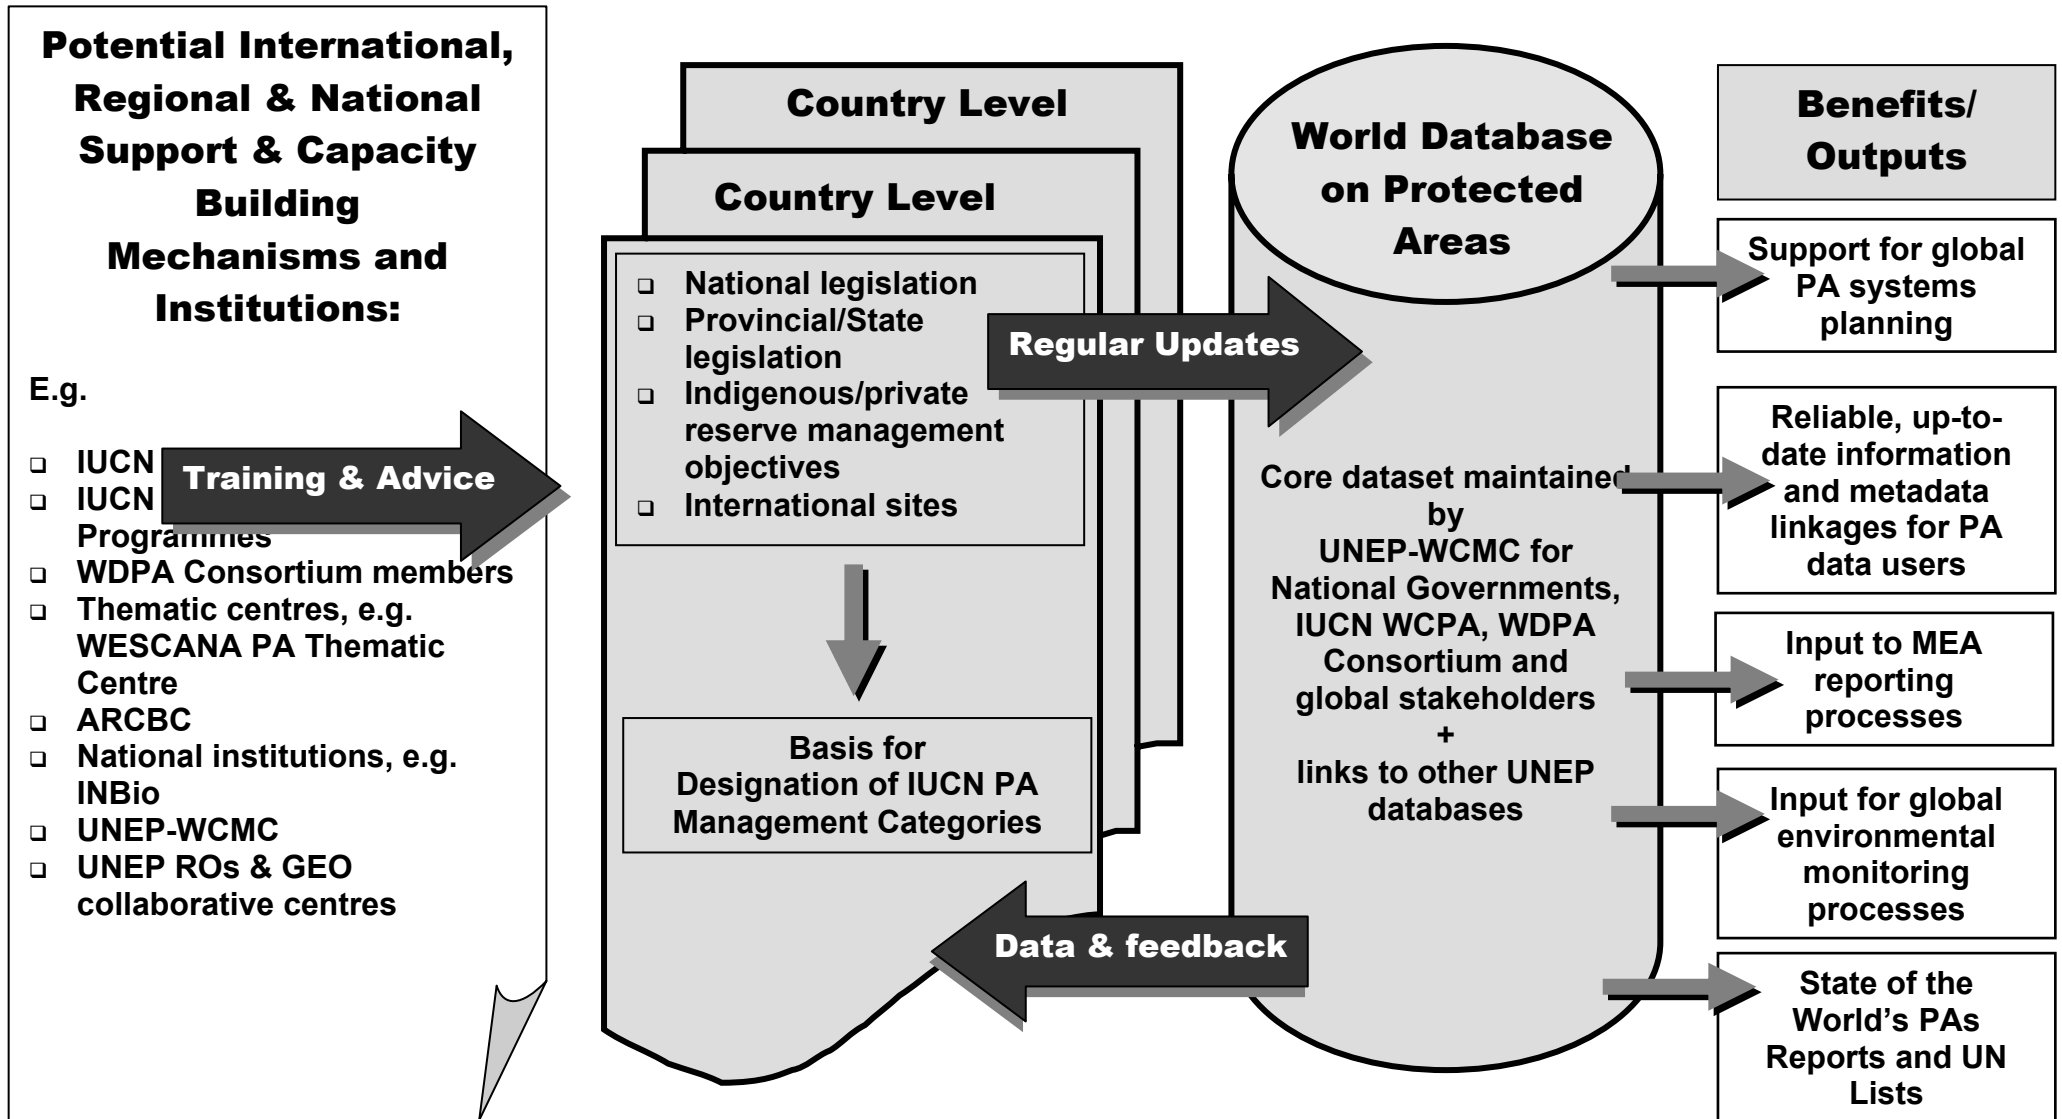 Potential International,
Regional & National
Support & Capacity
Building
Mechanisms and
Institutions:
E.g.
IUCN
IUCN
Programmes
WDPA Consortium members
Thematic centres, e.g.
WESCANA PA Thematic
Centre
ARCBC
National institutions, e.g.
INBio
UNEP-WCMC
UNEP ROs & GEO
collaborative centres
Training & Advice
Country Level
Country Level
National legislation
Provincial/State
legislation
Indigenous/private
reserve management
objectives
International sites
Basis for
Designation of IUCN PA
Management Categories
Regular Updates
Data & feedback
World Database
on Protected
Areas
Core dataset maintained
by
UNEP-WCMC for
National Governments,
IUCN WCPA, WDPA
Consortium and
global stakeholders
+
links to other UNEP
databases
Benefits/
Outputs
Support for global
PA systems
planning
Reliable, up-to-
date information
and metadata
linkages for PA
data users
Input to MEA
reporting
processes
Input for global
environmental
monitoring
processes
State of the
World's PAs
Reports and UN
Lists